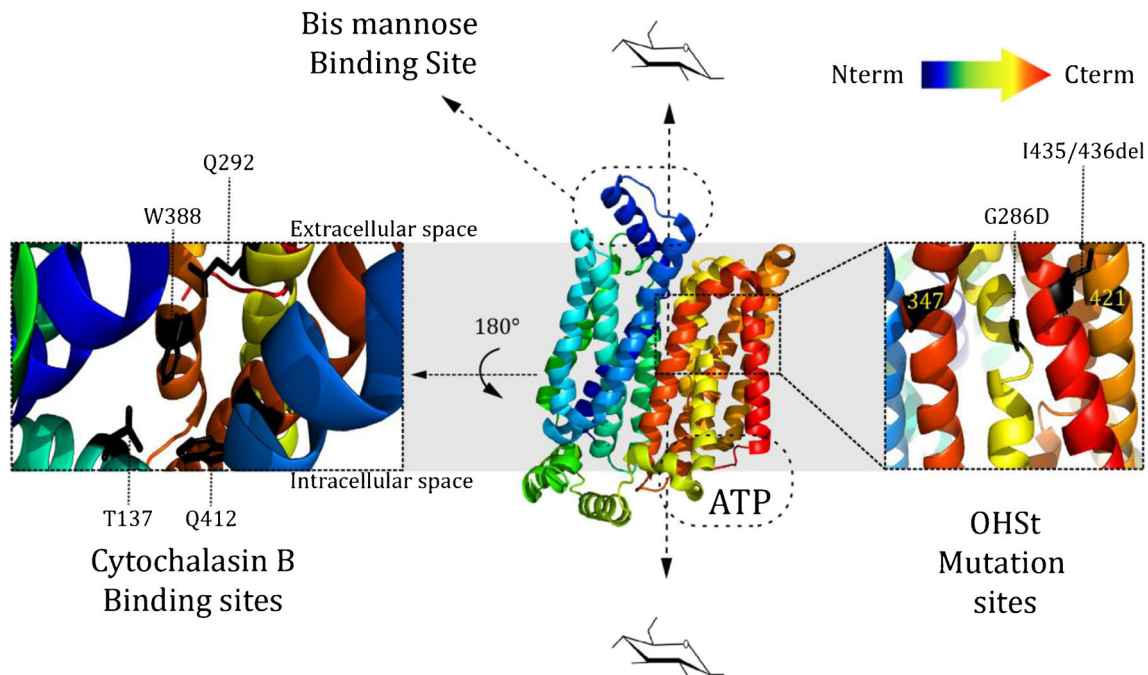 Bis mannose
Binding Site
O
Nterm
Cterm
Q292
W388
Extracellular space
I435/436del
G286D
347
421
180°
Intracellular space
ATP
T137
Q412
Cytochalasin B
Binding sites
OHSt
Mutation
sites
O